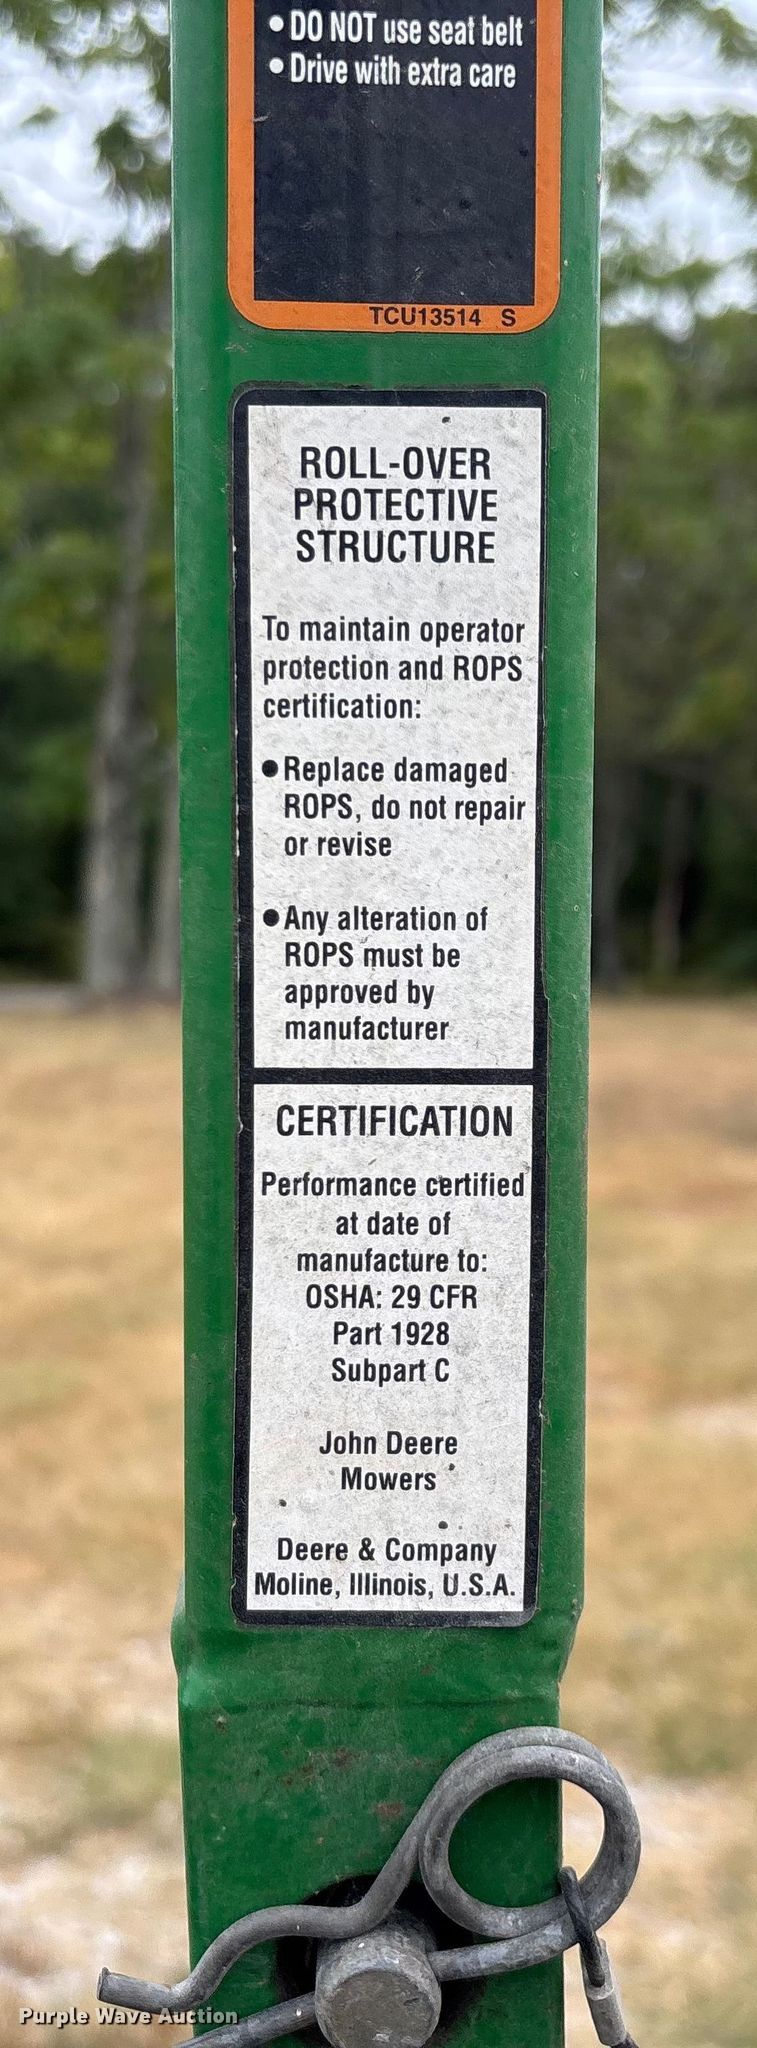 • DO NOT use seat belt
• Drive with extra care
TCU13514 S
ROLL-OVER
PROTECTIVE
STRUCTURE
To maintain operator
protection and ROPS
certification:
• Replace damaged
ROPS, do not repair
or revise
• Any alteration of
ROPS must be
approved by
manufacturer
CERTIFICATION
Performance certified
at date of
manufacture to:
OSHA: 29 CFR
Part 1928
Subpart C
John Deere
Mowers
Deere & Company
Moline, Illinois, U.S.A.
Purple Wave Auction